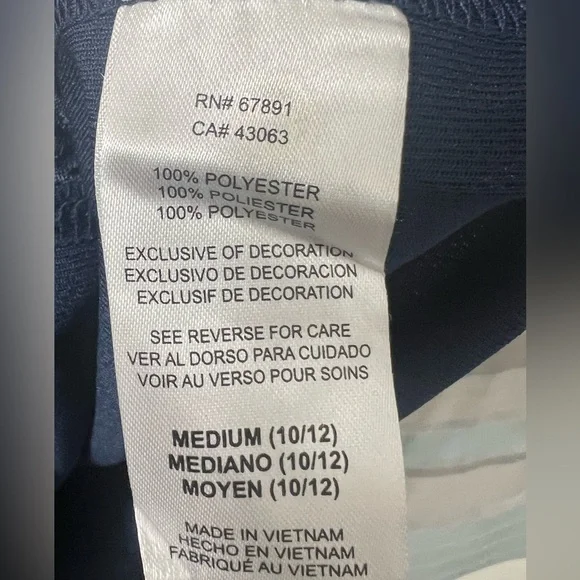 RN# 67891
CA# 43063
100% POLYESTER
100% POLIESTER
100% POLYESTER
EXCLUSIVE OF DECORATION
EXCLUSIVO DE DECORACION
EXCLUSIF DE DECORATION
SEE REVERSE FOR CARE
VER AL DORSO PARA CUIDADO
VOIR AU VERSO POUR SOINS
MEDIUM (10/12)
MEDIANO (10/12)
MOYEN (10/12)
MADE IN VIETNAM
HECHO EN VIETNAM
FABRIQUÉ AU VIETNAM